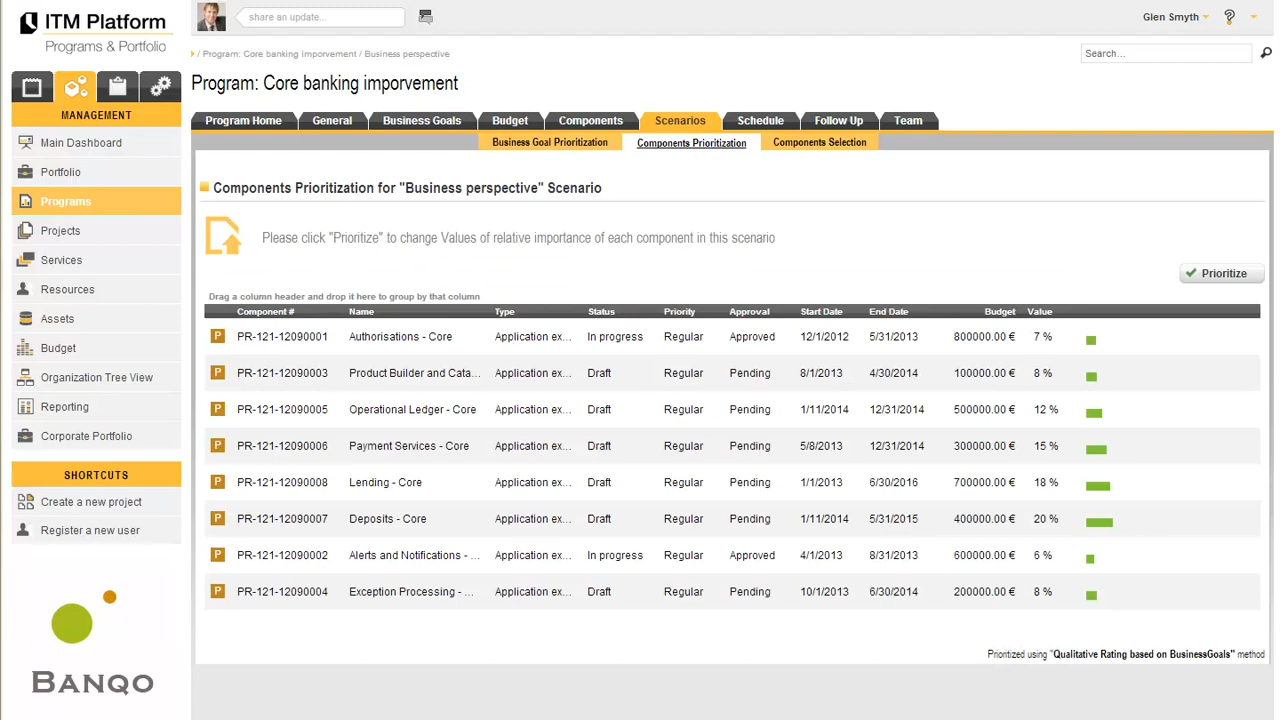 ITM Platform
Programs & Portfolio
share an update...
Glen Smyth
?
/ Program: Core banking imporvement / Business perspective
Search...
Program: Core banking imporvement
MANAGEMENT
Main Dashboard
Portfolio
Programs
Projects
Services
Resources
Assets
Budget
Organization Tree View
Reporting
Corporate Portfolio
SHORTCUTS
Create a new project
Register a new user
BANQO
Program Home General Business Goals Budget Components Scenarios Schedule Follow Up Team
Business Goal Prioritization Components Prioritization Components Selection
Components Prioritization for "Business perspective" Scenario
Please click "Prioritize" to change Values of relative importance of each component in this scenario
Prioritize
Drag a column header and drop it here to group by that column
Component # Name Type Status Priority Approval Start Date End Date Budget Value
P PR-121-12090001 Authorisations - Core Application ex... In progress Regular Approved 12/1/2012 5/31/2013 800000.00 € 7 %
P PR-121-12090003 Product Builder and Cata... Application ex... Draft Regular Pending 8/1/2013 4/30/2014 100000.00 € 8 %
P PR-121-12090005 Operational Ledger - Core Application ex... Draft Regular Pending 1/11/2014 12/31/2014 500000.00 € 12 %
P PR-121-12090006 Payment Services - Core Application ex... Draft Regular Pending 5/8/2013 12/31/2014 300000.00 € 15 %
P PR-121-12090008 Lending - Core Application ex... Draft Regular Pending 1/1/2013 6/30/2016 700000.00 € 18 %
P PR-121-12090007 Deposits - Core Application ex... Draft Regular Pending 1/11/2014 5/31/2015 400000.00 € 20 %
P PR-121-12090002 Alerts and Notifications - ... Application ex... In progress Regular Approved 4/1/2013 8/31/2013 600000.00 € 6 %
P PR-121-12090004 Exception Processing - ... Application ex... Draft Regular Pending 10/1/2013 6/30/2014 200000.00 € 8 %
Prioritized using "Qualitative Rating based on BusinessGoals" method